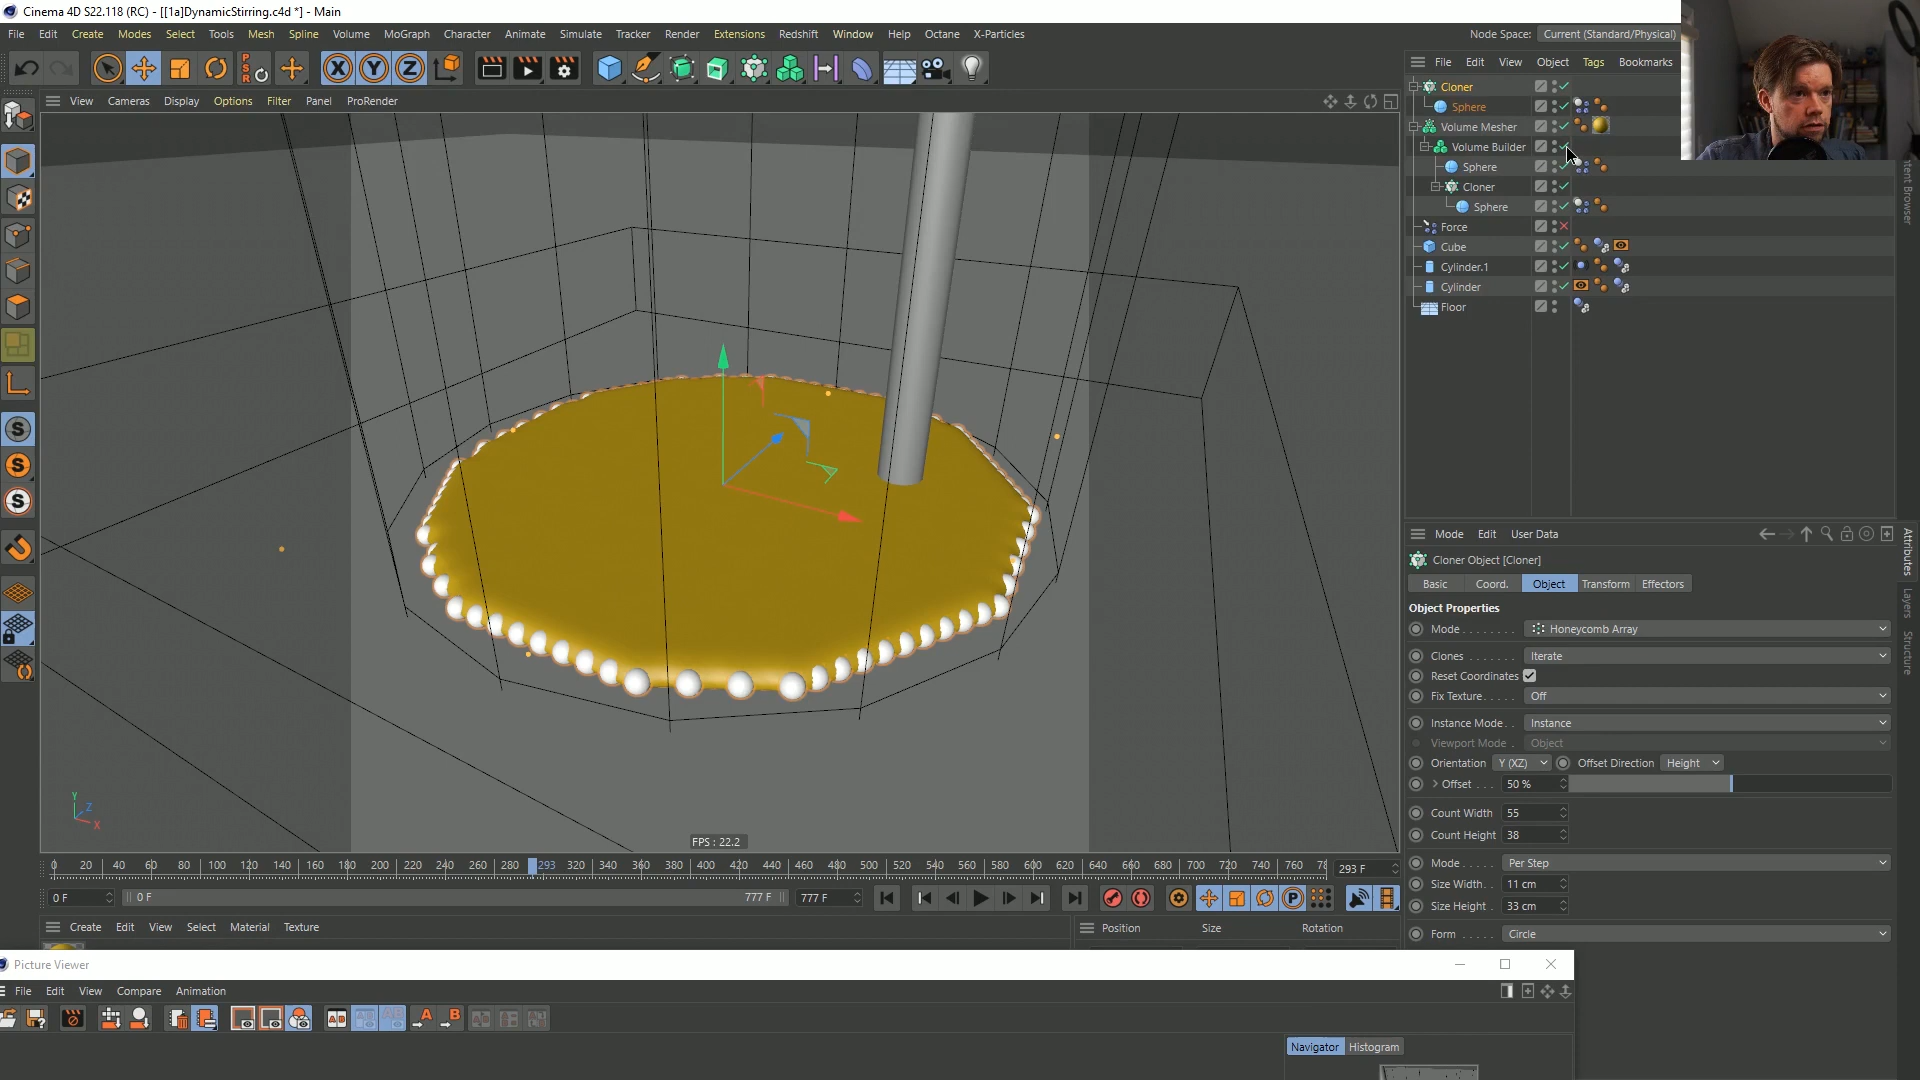 Cinema 4D S22.118 (RC) - [[1a]DynamicStirring.c4d *] - Main
File Edit Create Modes Select Tools Mesh Spline Volume MoGraph Character Animate Simulate Tracker Render Extensions Redshift Window Help Octane X-Particles Node Space: Current (Standard/Physical)
File Edit View Object Tags Bookmarks
View Cameras Display Options Filter Panel ProRender
Cloner
Sphere
Volume Mesher
Volume Builder
Sphere
Cloner
Sphere
Force
Cube
Cylinder.1
Cylinder
Floor
Attributes
Layers
Structure
Mode Edit User Data
Cloner Object [Cloner]
Basic Coord. Object Transform Effectors
Object Properties
Mode Honeycomb Array
Clones Iterate
Reset Coordinates
Fix Texture Off
Instance Mode Instance
Viewport Mode Object
Orientation Y (XZ) Offset Direction Height
Offset 50 %
Count Width 55
Count Height 38
Mode Per Step
Size Width 11 cm
Size Height 33 cm
Form Circle
Y
Z
X
FPS : 22.2
0 20 40 60 80 100 120 140 160 180 200 220 240 260 280 293 320 340 360 380 400 420 440 460 480 500 520 540 560 580 600 620 640 660 680 700 720 740 760 78 293 F
0 F 0 F 777 F 777 F
Create Edit View Select Material Texture
Position Size Rotation
Picture Viewer
File Edit View Compare Animation
Navigator Histogram